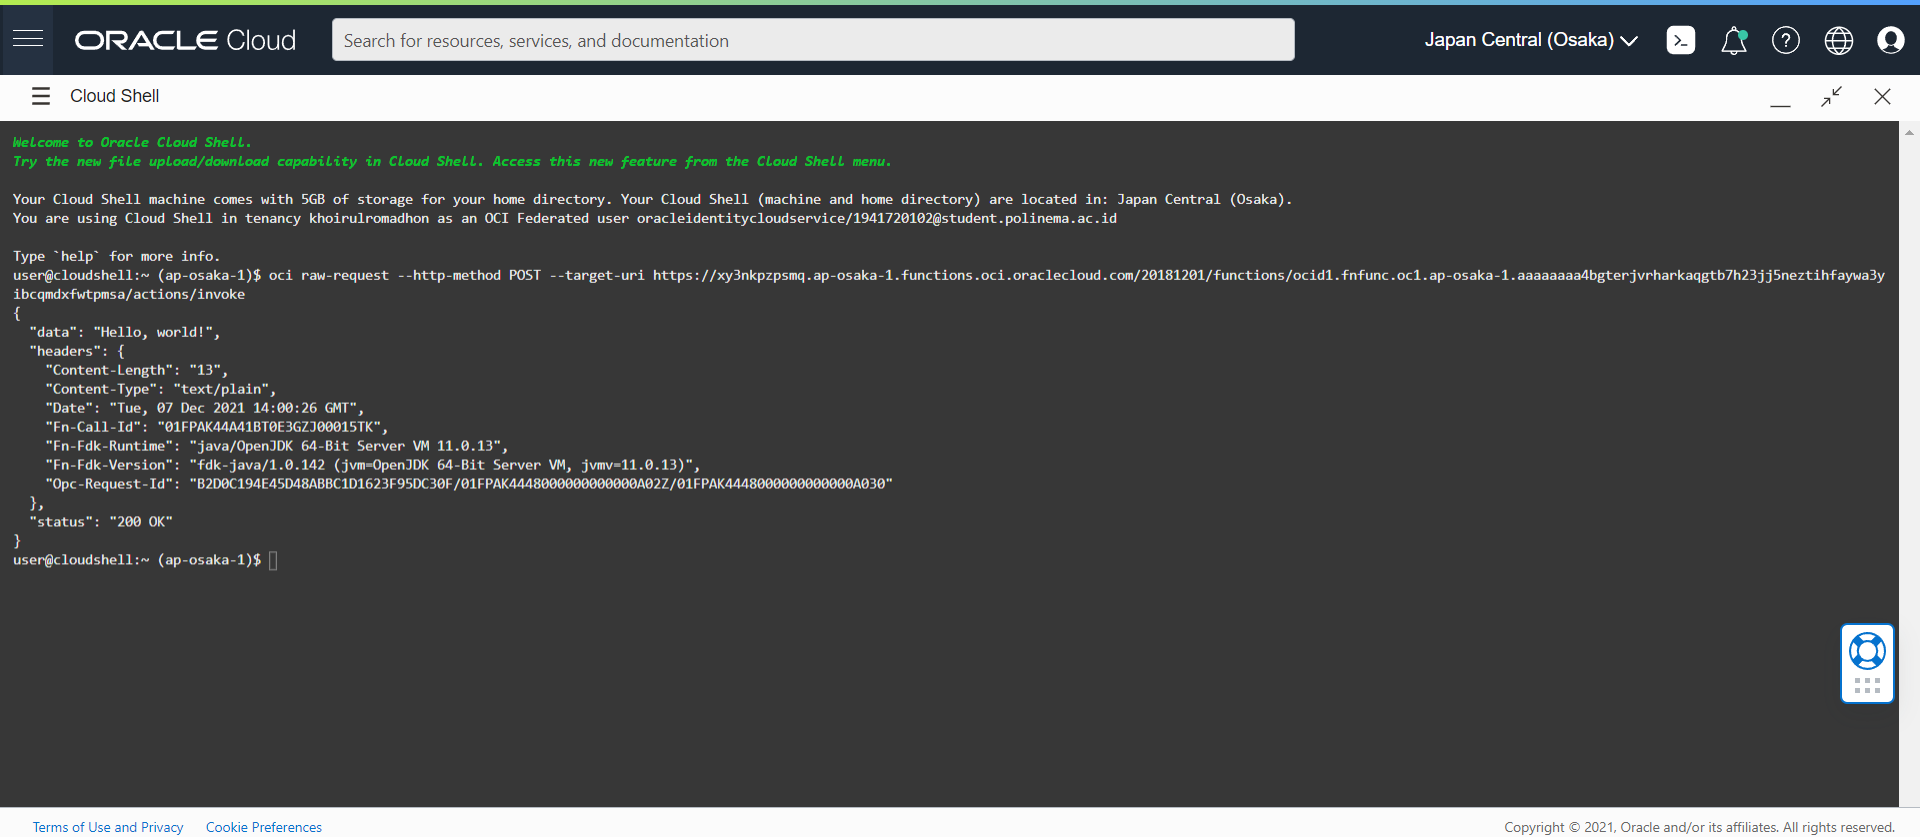 ORACLE Cloud
Search for resources, services, and documentation
Japan Central (Osaka)
Cloud Shell
Welcome to Oracle Cloud Shell.
Try the new file upload/download capability in Cloud Shell. Access this new feature from the Cloud Shell menu.
Your Cloud Shell machine comes with 5GB of storage for your home directory. Your Cloud Shell (machine and home directory) are located in: Japan Central (Osaka).
You are using Cloud Shell in tenancy khoirulromadhon as an OCI Federated user oracleidentitycloudservice/1941720102@student.polinema.ac.id
Type `help` for more info.
user@cloudshell:~ (ap-osaka-1)$ oci raw-request --http-method POST --target-uri https://xy3nkpzpsmq.ap-osaka-1.functions.oci.oraclecloud.com/20181201/functions/ocid1.fnfunc.oc1.ap-osaka-1.aaaaaaaa4bgterjvrharkaqgtb7h23jj5neztihfaywa3y
ibcqmdxfwtpmsa/actions/invoke
{
  "data": "Hello, world!",
  "headers": {
    "Content-Length": "13",
    "Content-Type": "text/plain",
    "Date": "Tue, 07 Dec 2021 14:00:26 GMT",
    "Fn-Call-Id": "01FPAK44A41BT0E3GZJ00015TK",
    "Fn-Fdk-Runtime": "java/OpenJDK 64-Bit Server VM 11.0.13",
    "Fn-Fdk-Version": "fdk-java/1.0.142 (jvm=OpenJDK 64-Bit Server VM, jvmv=11.0.13)",
    "Opc-Request-Id": "B2D0C194E45D48ABBC1D1623F95DC30F/01FPAK4448000000000000A02Z/01FPAK4448000000000000A030"
  },
  "status": "200 OK"
}
user@cloudshell:~ (ap-osaka-1)$
Terms of Use and Privacy
Cookie Preferences
Copyright © 2021, Oracle and/or its affiliates. All rights reserved.